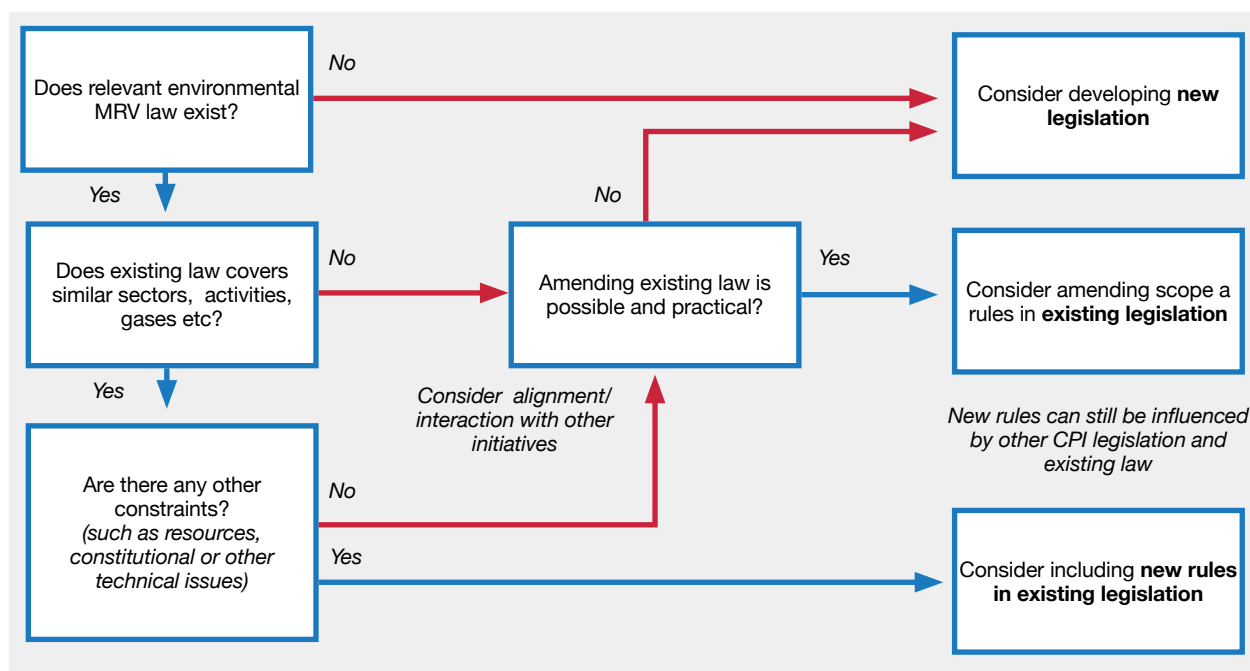 Does relevant environmental
MRV law exist?
No
Consider developing new
legislation
Yes
No
Does existing law covers
similar sectors, activities,
gases etc?
No
Amending existing law is
possible and practical?
Yes
Consider amending scope a
rules in existing legislation
Yes
Consider alignment/
interaction with other
initiatives
New rules can still be influenced
by other CPI legislation and
existing law
Are there any other
constraints?
(such as resources,
constitutional or other
technical issues)
No
Yes
Consider including new rules
in existing legislation